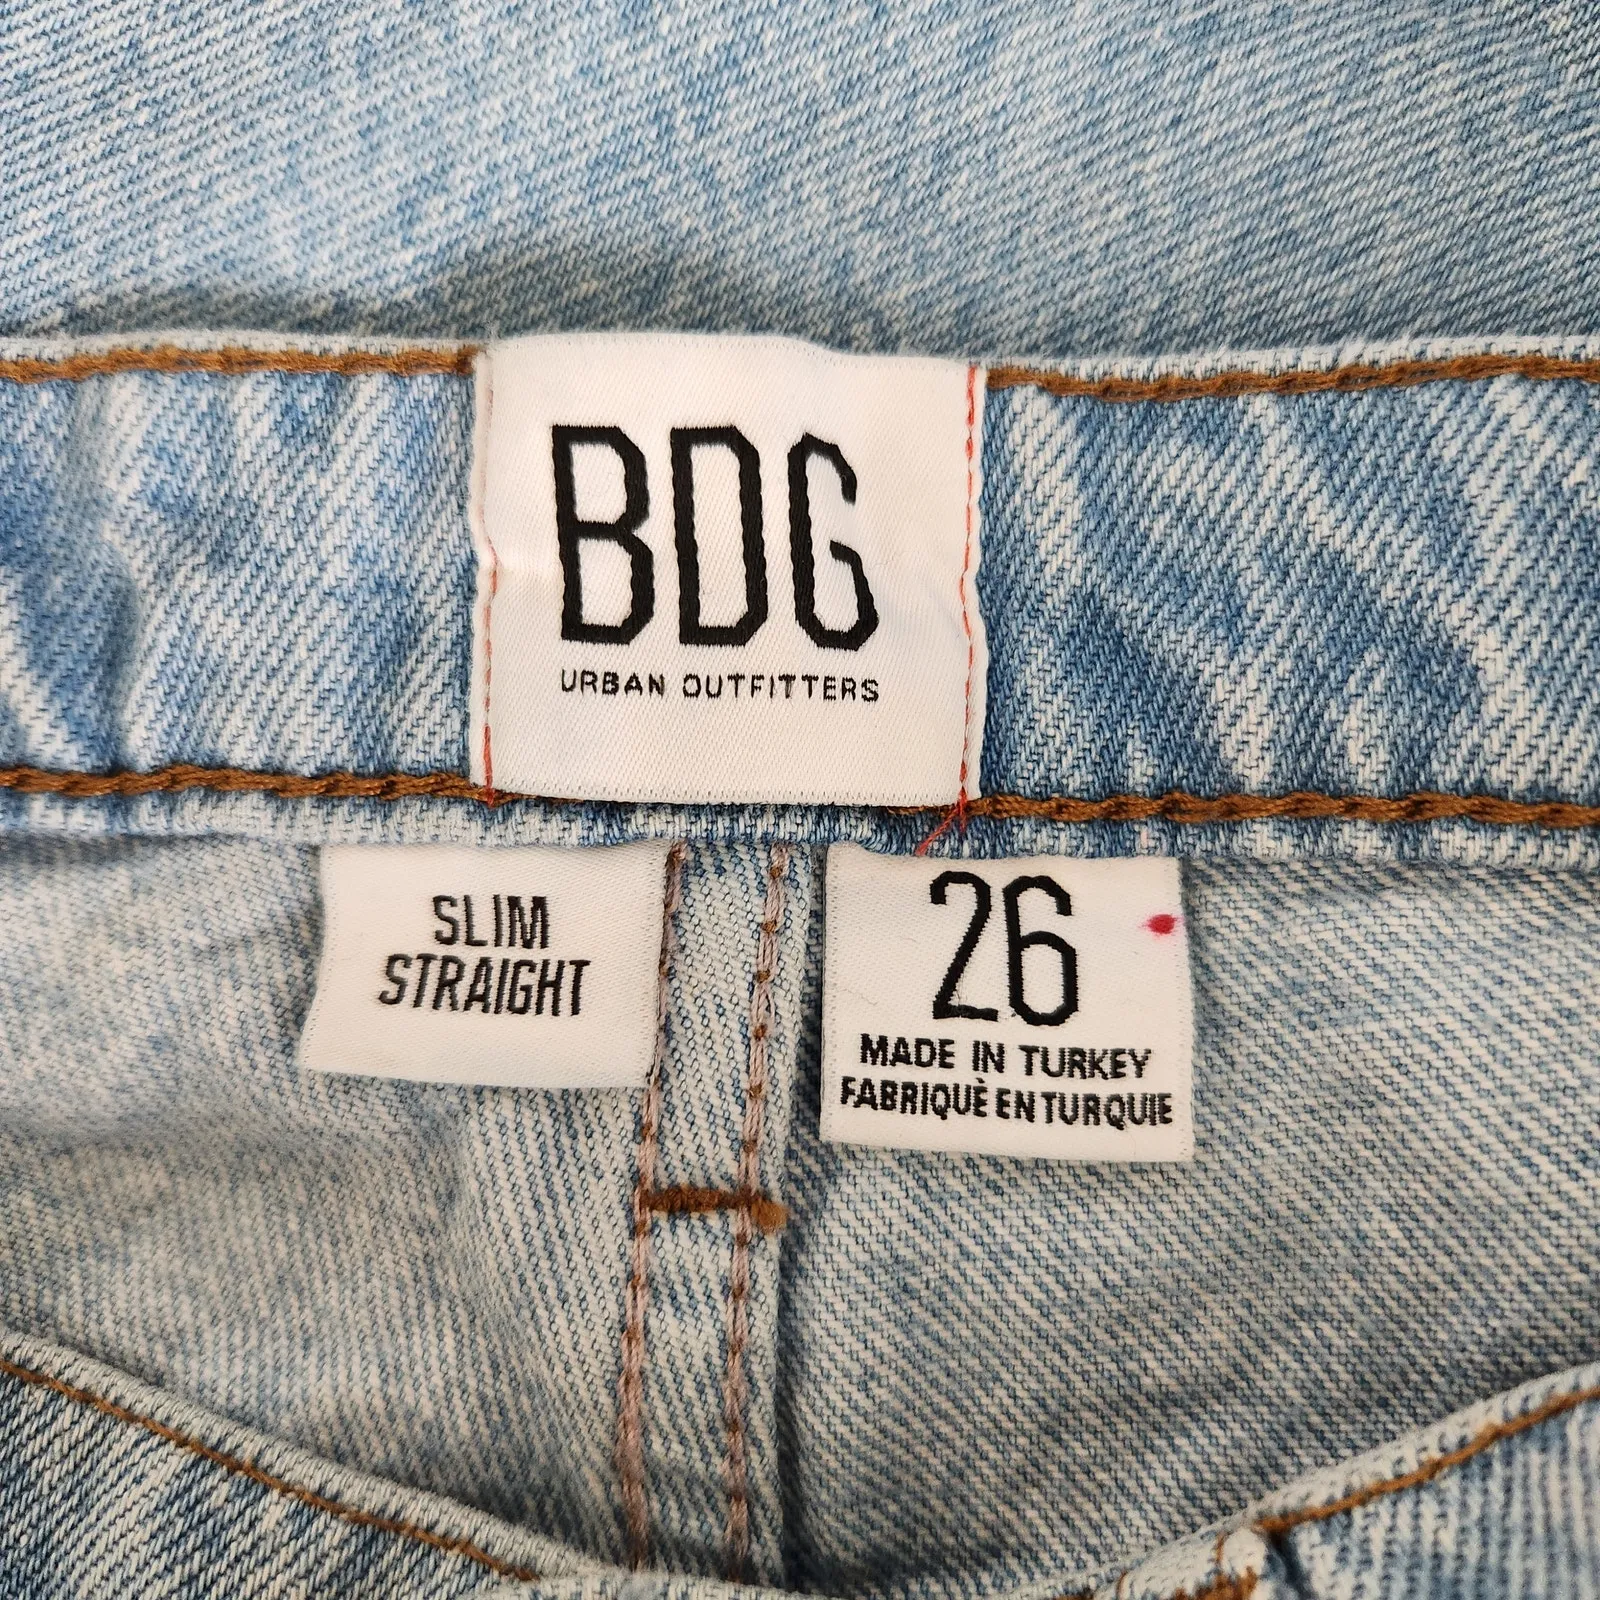 BDG
URBAN OUTFITTERS
SLIM
STRAIGHT
26
MADE IN TURKEY
FABRIQUÈ EN TURQUIE